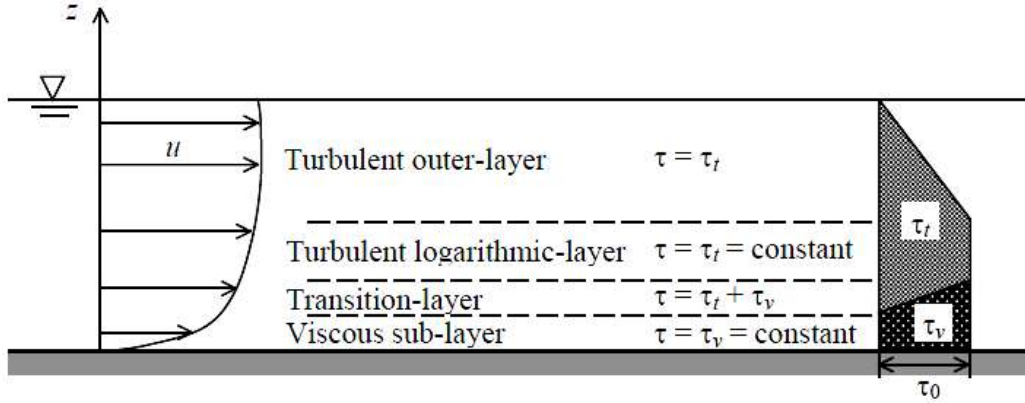 z
u
Turbulent outer-layer τ = τt
τt
Turbulent logarithmic-layer τ = τt = constant
Transition-layer τ = τt + τv
Viscous sub-layer τ = τv = constant
τv
τ0